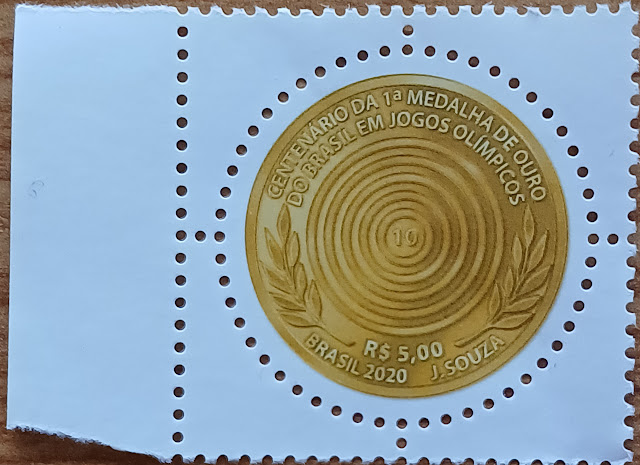 CENTENÁRIO DA 1ª MEDALHA DE OURO
DO BRASIL EM JOGOS OLÍMPICOS
10
R$ 5,00
BRASIL 2020 J. SOUZA